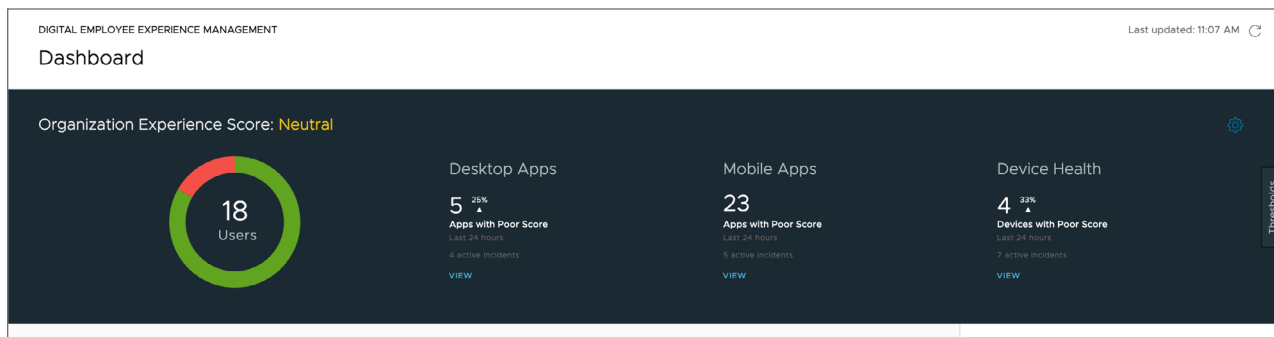 DIGITAL EMPLOYEE EXPERIENCE MANAGEMENT
Last updated: 11:07 AM
Dashboard
Organization Experience Score: Neutral
18
Users
Desktop Apps
5 25%
Apps with Poor Score
Last 24 hours
4 active incidents
VIEW
Mobile Apps
23
Apps with Poor Score
Last 24 hours
5 active incidents
VIEW
Device Health
4 33%
Devices with Poor Score
Last 24 hours
7 active incidents
VIEW
Thresholds